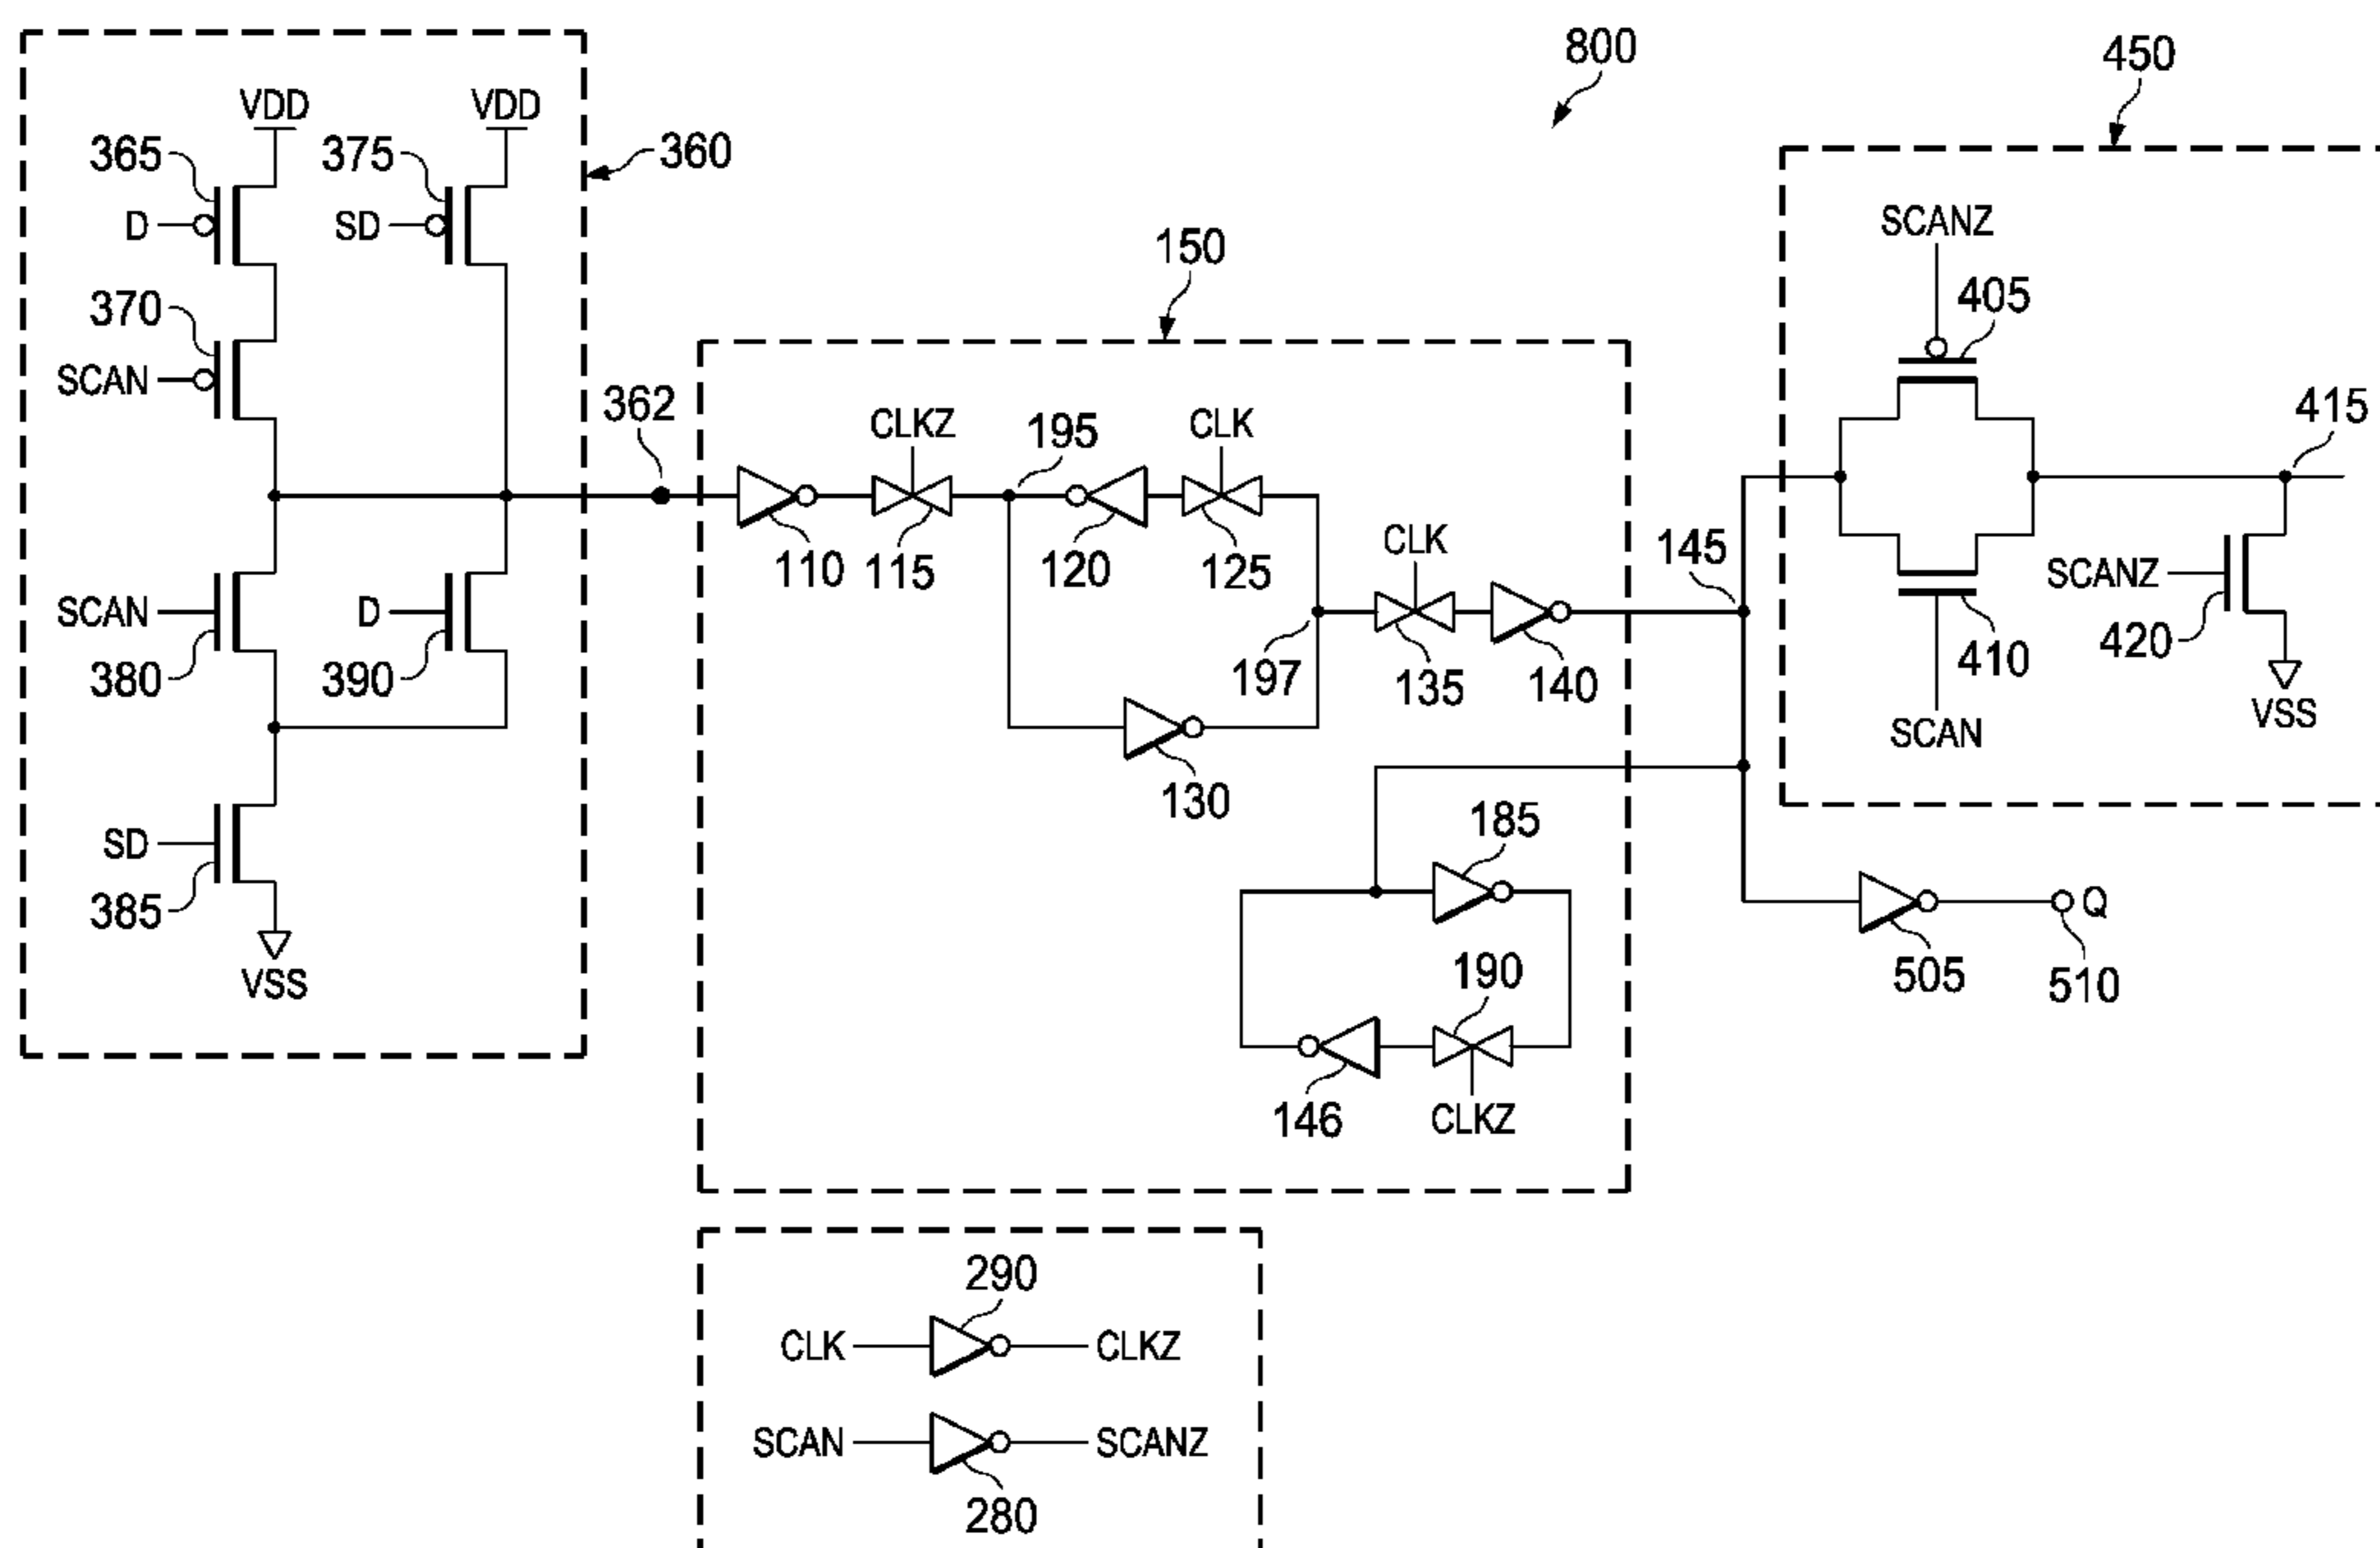 800
450
VDD
VDD
365
375
360
D
SD
SCANZ
150
405
370
SCAN
362
CLKZ
195
CLK
415
110
115
120
125
CLK
145
SCANZ
420
SCAN
D
380
390
197
135
140
410
VSS
SCAN
130
SD
385
185
VSS
190
Q
505
510
146
CLKZ
290
CLK
CLKZ
SCAN
SCANZ
280